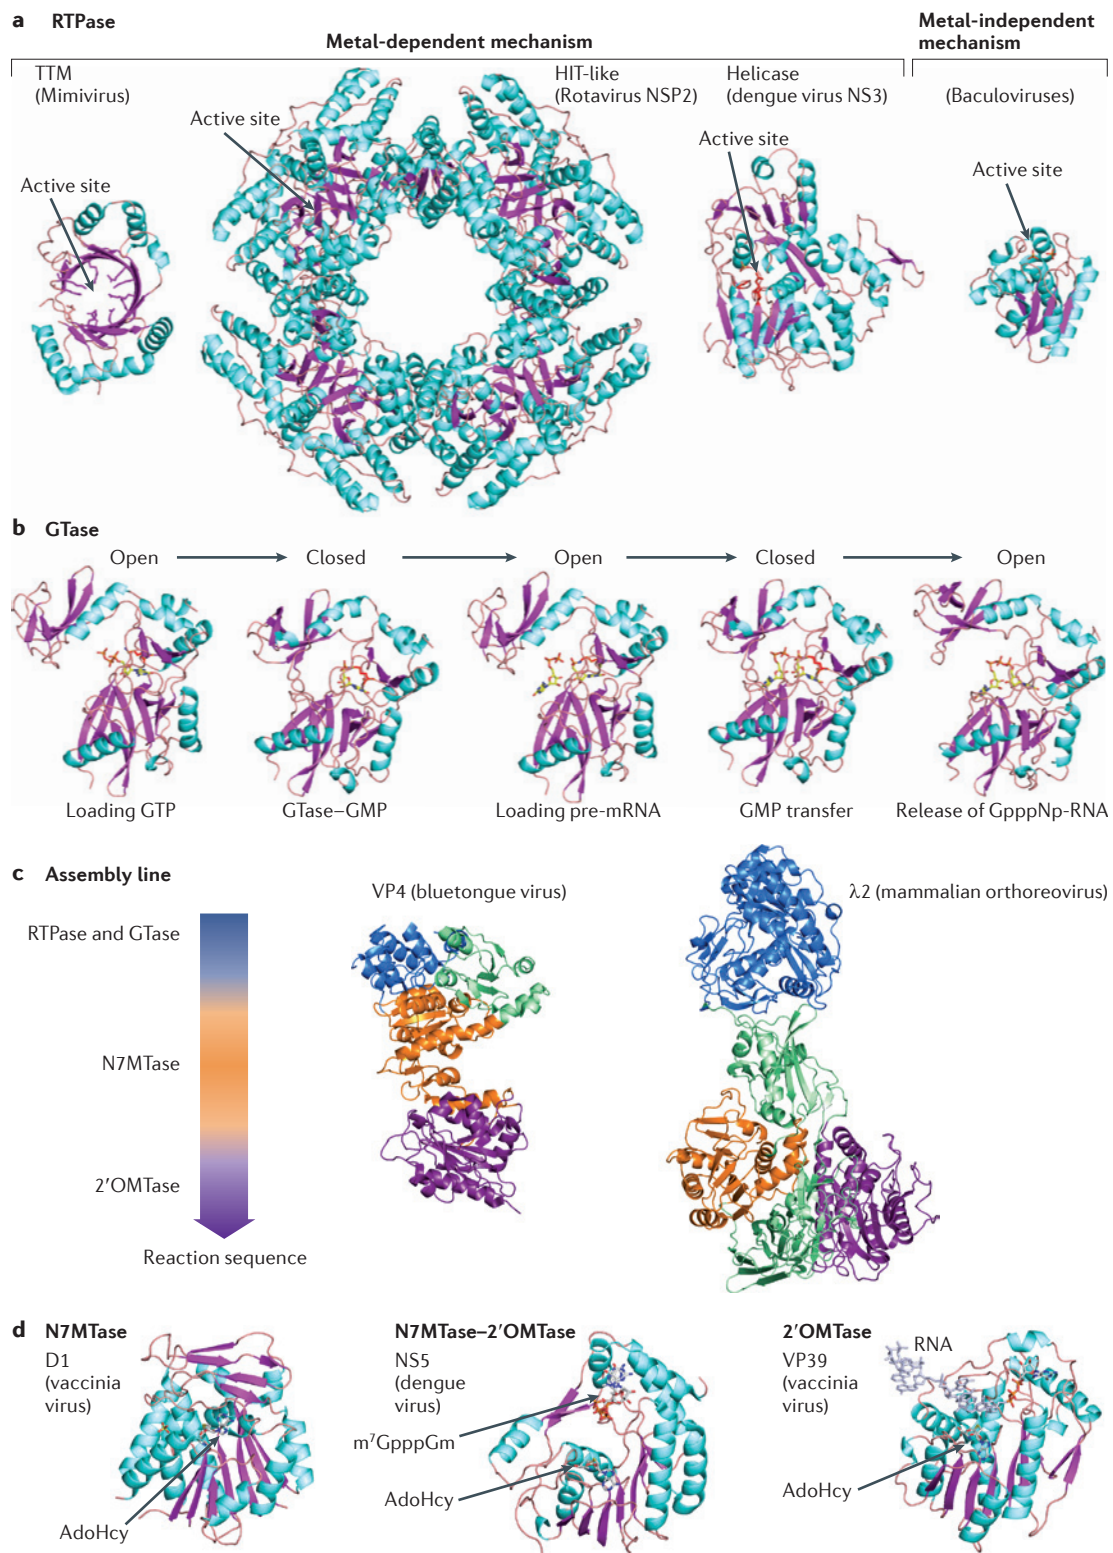 a RTPase
Metal-dependent mechanism
Metal-independent
mechanism
TTM
(Mimivirus)
HIT-like
(Rotavirus NSP2)
Helicase
(dengue virus NS3)
(Baculoviruses)
Active site
Active site
Active site
Active site
b GTase
Open
Closed
Open
Closed
Open
Loading GTP
GTase–GMP
Loading pre-mRNA
GMP transfer
Release of GpppNp-RNA
c Assembly line
VP4 (bluetongue virus)
λ2 (mammalian orthoreovirus)
RTPase and GTase
N7MTase
2′OMTase
Reaction sequence
d N7MTase
D1
(vaccinia
virus)
AdoHcy
N7MTase–2′OMTase
NS5
(dengue
virus)
m⁷GpppGm
AdoHcy
2′OMTase
VP39
(vaccinia
virus)
RNA
AdoHcy